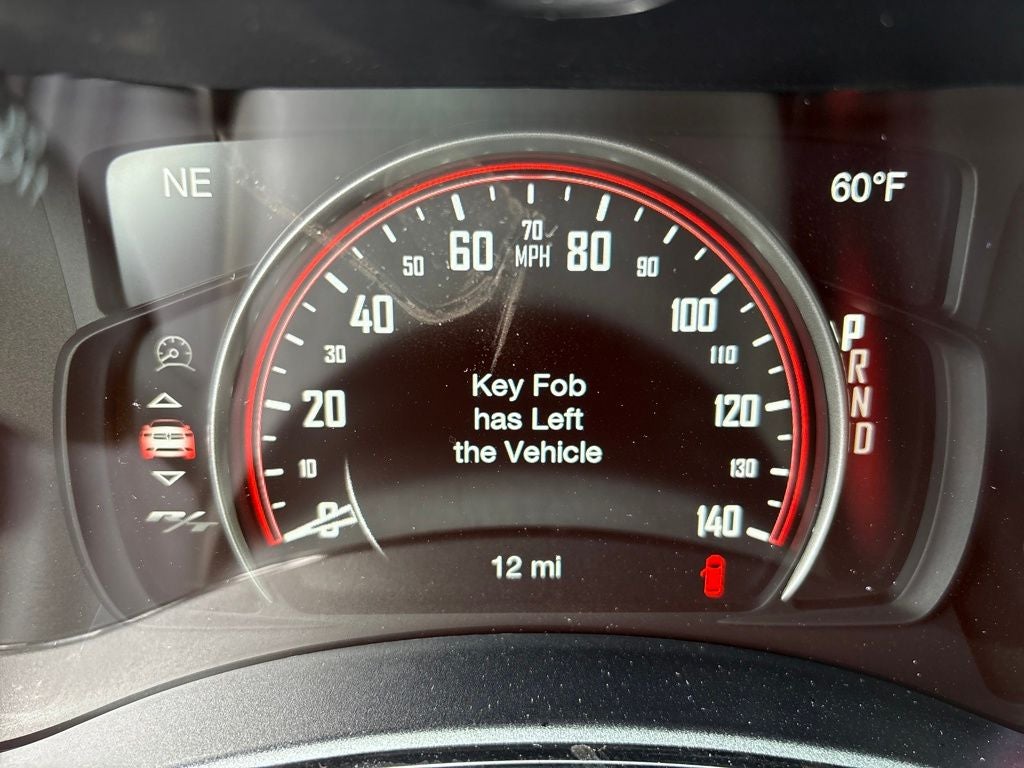 NE
60°F
70
60 MPH 80
50 90
40 100
30 110
20 120
10 130
0 140
Key Fob
has Left
the Vehicle
12 mi
P
R
N
D
R/T